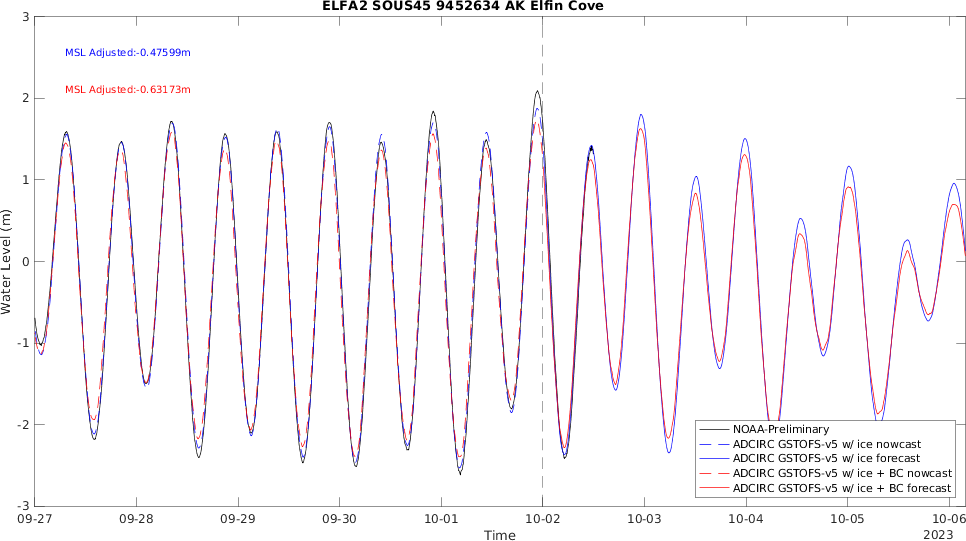 ELFA2 SOUS45 9452634 AK Elfin Cove
3
MSL Adjusted:-0.47599m
MSL Adjusted:-0.63173m
2
1
0
-1
-2
-3
Water Level (m)
NOAA-Preliminary
ADCIRC GSTOFS-v5 w/ ice nowcast
ADCIRC GSTOFS-v5 w/ ice forecast
ADCIRC GSTOFS-v5 w/ ice + BC nowcast
ADCIRC GSTOFS-v5 w/ ice + BC forecast
09-27 09-28 09-29 09-30 10-01 10-02 10-03 10-04 10-05 10-06
Time
2023